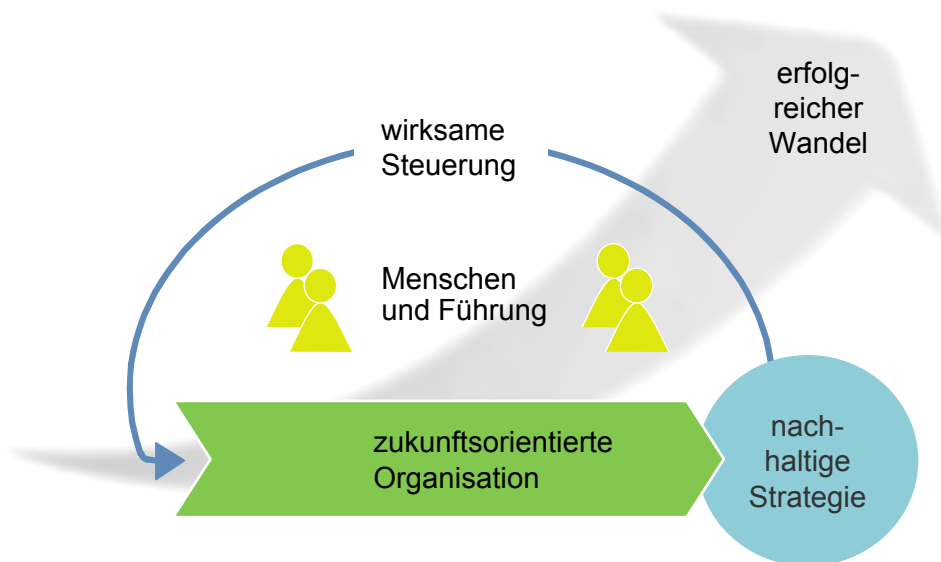 erfolg-
reicher
Wandel
wirksame
Steuerung
Menschen
und Führung
zukunftsorientierte
Organisation
nach-
haltige
Strategie